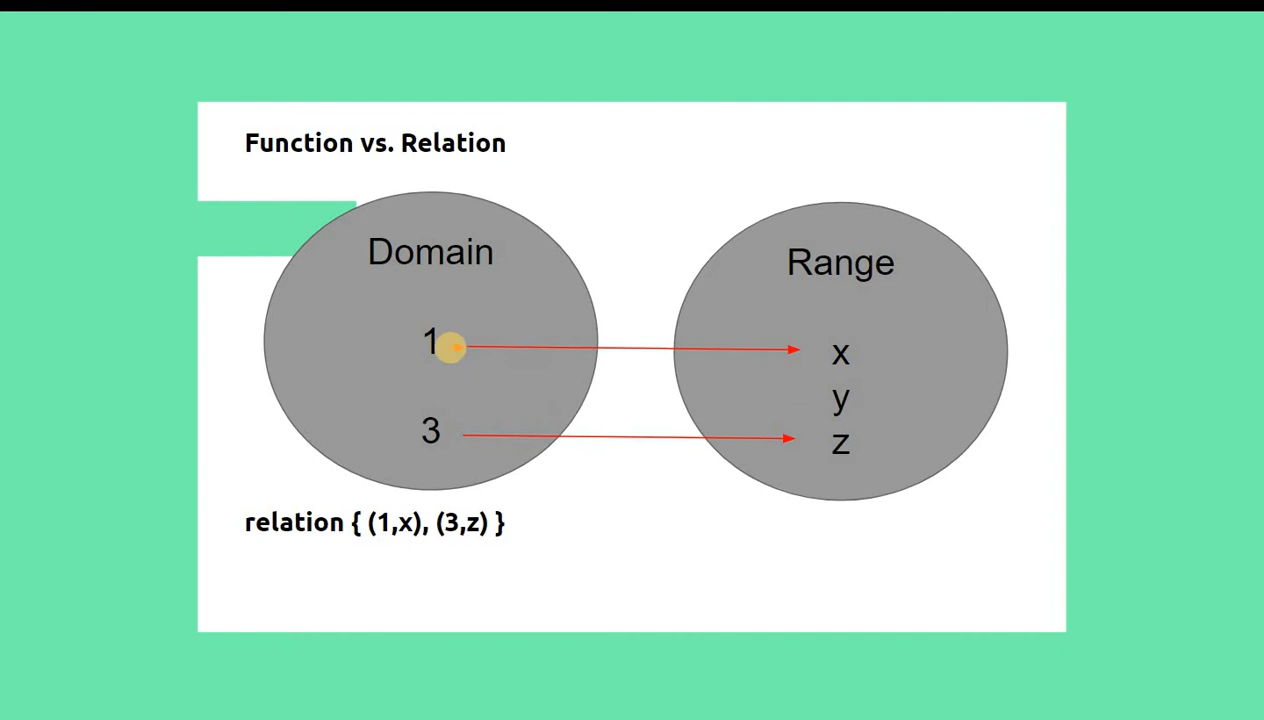 Function vs. Relation
Domain
Range
1
x
y
3
z
relation { (1,x), (3,z) }